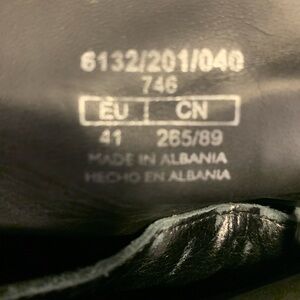 6132/201/040
746
EU CN
41 265/89
MADE IN ALBANIA
HECHO EN ALBANIA